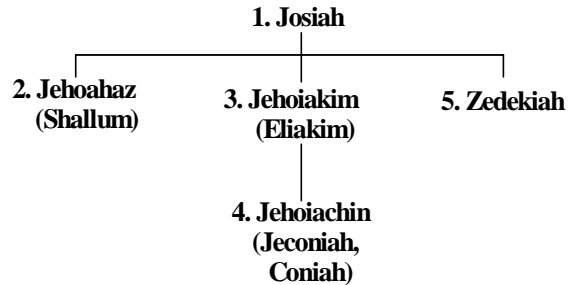 1. Josiah
2. Jehoahaz
(Shallum)
3. Jehoiakim
(Eliakim)
5. Zedekiah
4. Jehoiachin
(Jeconiah,
Coniah)